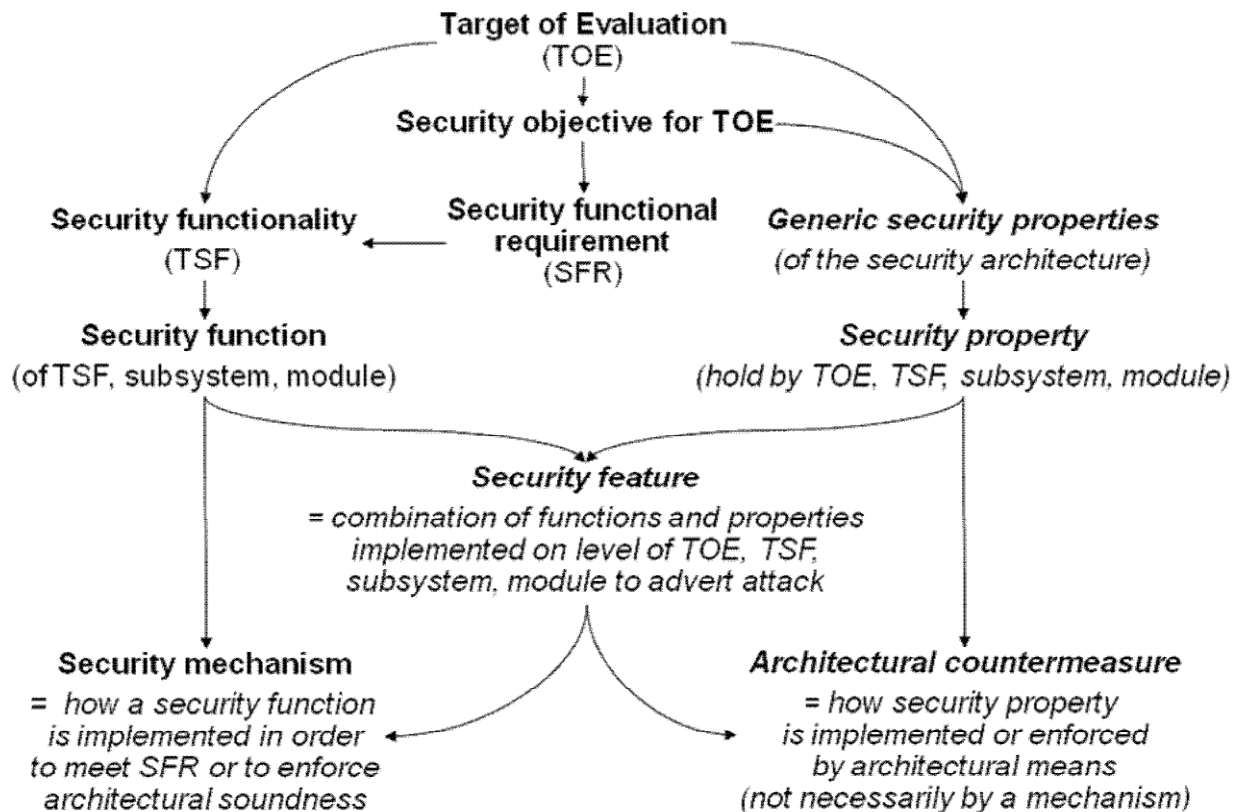 Target of Evaluation
(TOE)
Security objective for TOE
Security functionality
(TSF)
Security functional
requirement
(SFR)
Generic security properties
(of the security architecture)
Security function
(of TSF, subsystem, module)
Security property
(hold by TOE, TSF, subsystem, module)
Security feature
= combination of functions and properties
implemented on level of TOE, TSF,
subsystem, module to advert attack
Security mechanism
= how a security function
is implemented in order
to meet SFR or to enforce
architectural soundness
Architectural countermeasure
= how security property
is implemented or enforced
by architectural means
(not necessarily by a mechanism)